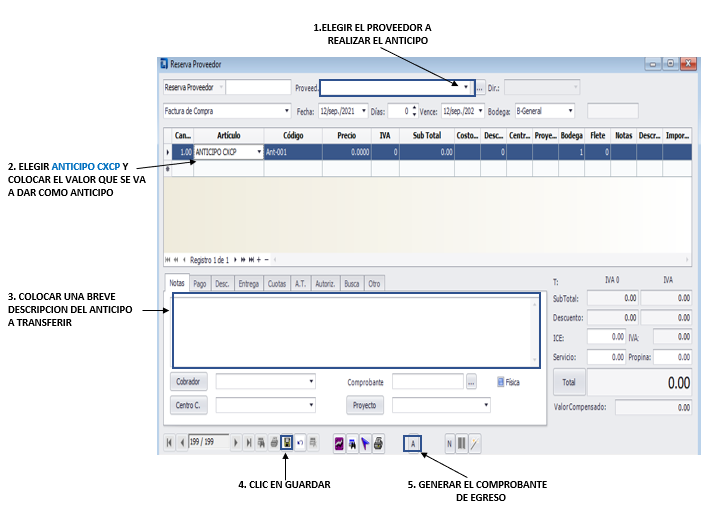 1.ELEGIR EL PROVEEDOR A
REALIZAR EL ANTICIPO
Reserva Proveedor
Reserva Proveedor Proveed. ... Dir.:
Factura de Compra Fecha: 12/sep./2021 Días: 0 Vence: 12/sep./202 Bodega: B-General
Can... Artículo Código Precio IVA Sub Total Costo... Desc... Centr... Proye... Bodega Flete Notas Descr... Impor...
1.00 ANTICIPO CXCP Ant-001 0.0000 0 0.00 0 1 0
2. ELEGIR ANTICIPO CXCP Y
COLOCAR EL VALOR QUE SE VA
A DAR COMO ANTICIPO
Registro 1 de 1
Notas Pago Desc. Entrega Cuotas A.T. Autoriz. Busca Otro
3. COLOCAR UNA BREVE
DESCRIPCION DEL ANTICIPO
A TRANSFERIR
T: IVA 0 IVA
SubTotal: 0.00 0.00
Descuento: 0.00 0.00
ICE: 0.00 IVA: 0.00
Servicio: 0.00 Propina: 0.00
Total 0.00
ValorCompensado: 0.00
Cobrador Comprobante ... Física
Centro C. Proyecto
199 / 199 A N
4. CLIC EN GUARDAR
5. GENERAR EL COMPROBANTE
DE EGRESO